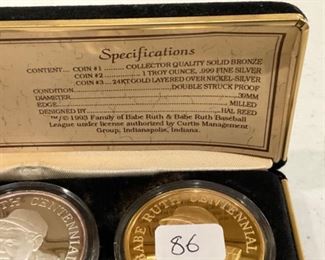 Specifications
CONTENT.... COIN #1 ........ COLLECTOR QUALITY SOLID BRONZE
COIN #2 ........ 1 TROY OUNCE, .999 FINE SILVER
COIN #3 ....24KT GOLD LAYERED OVER NICKEL-SILVER
CONDITION ........ DOUBLE STRUCK PROOF
DIAMETER ........ 39MM
EDGE ........ MILLED
DESIGNED BY ........ HAL REED
™/© 1993 Family of Babe Ruth & Babe Ruth Baseball
League under license authorized by Curtis Management
Group, Indianapolis, Indiana.
TH CENTENNI
BABE RUTH CENTENNIAL
86